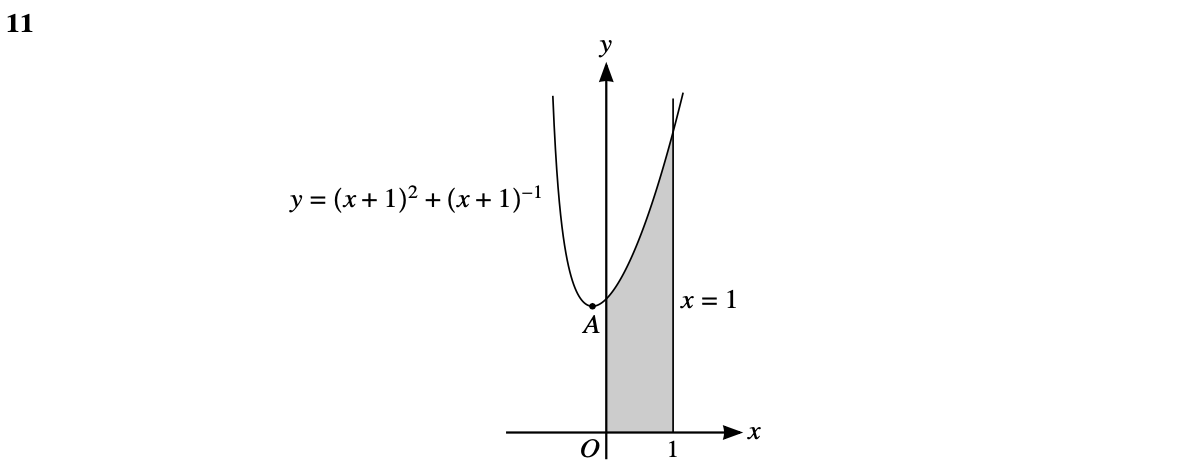 11
y
y = (x + 1)² + (x + 1)⁻¹
x = 1
A
O
1
x